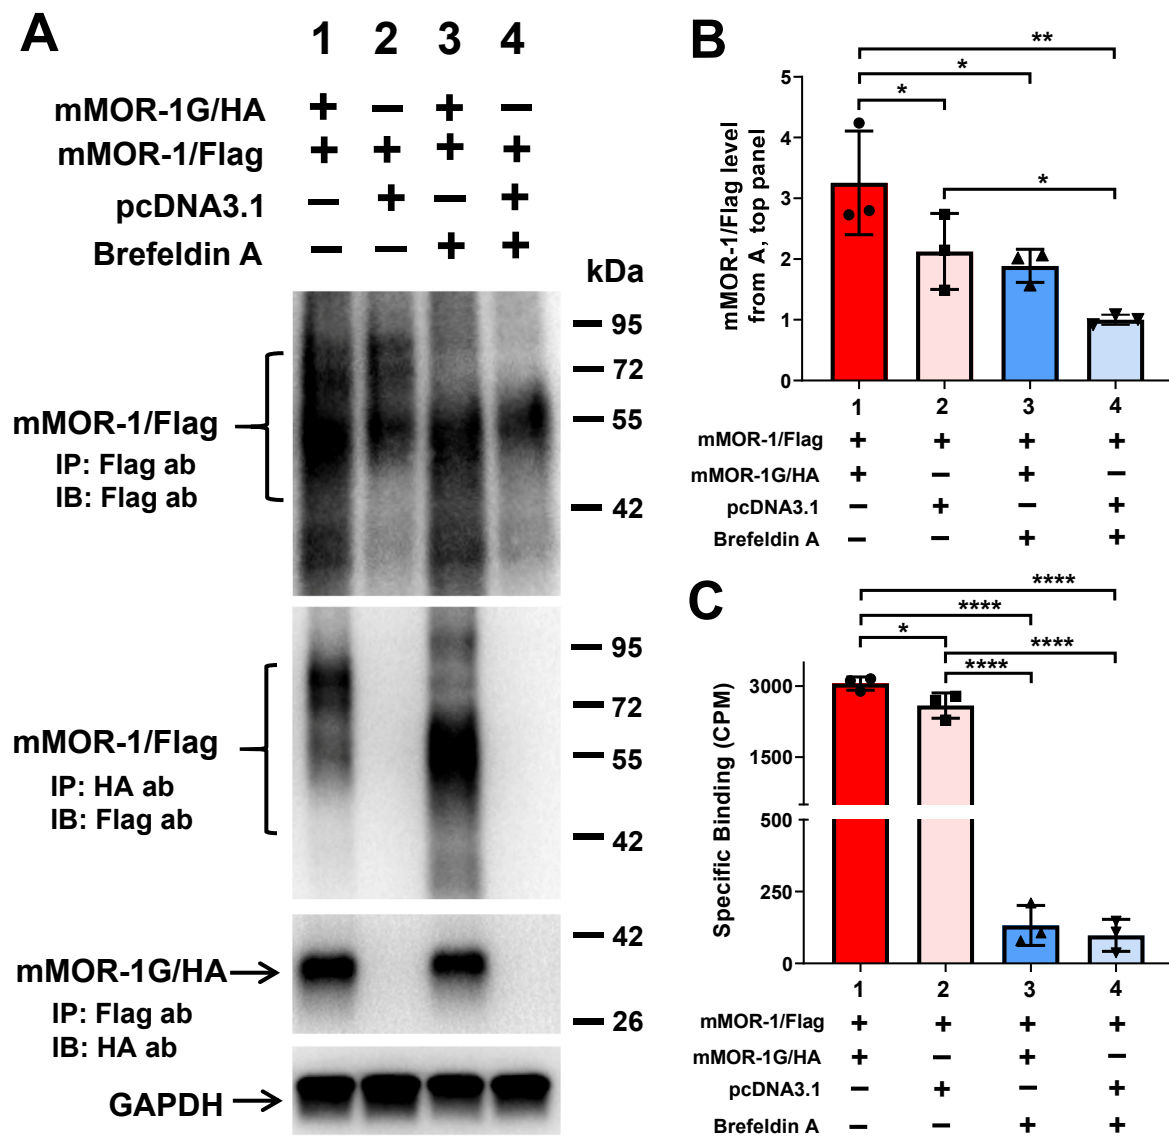 A
1 2 3 4
mMOR-1G/HA + − + −
mMOR-1/Flag + + + +
pcDNA3.1 − + − +
Brefeldin A − − + +
kDa
95
72
55
42
mMOR-1/Flag
IP: Flag ab
IB: Flag ab
95
72
55
42
mMOR-1/Flag
IP: HA ab
IB: Flag ab
42
26
mMOR-1G/HA
IP: Flag ab
IB: HA ab
GAPDH
B
**
*
*
*
mMOR-1/Flag level
from A, top panel
5
4
3
2
1
0
1 2 3 4
mMOR-1/Flag + + + +
mMOR-1G/HA + − + −
pcDNA3.1 − + − +
Brefeldin A − − + +
C
****
****
*
****
****
Specific Binding (CPM)
3000
1500
500
250
0
1 2 3 4
mMOR-1/Flag + + + +
mMOR-1G/HA + − + −
pcDNA3.1 − + − +
Brefeldin A − − + +